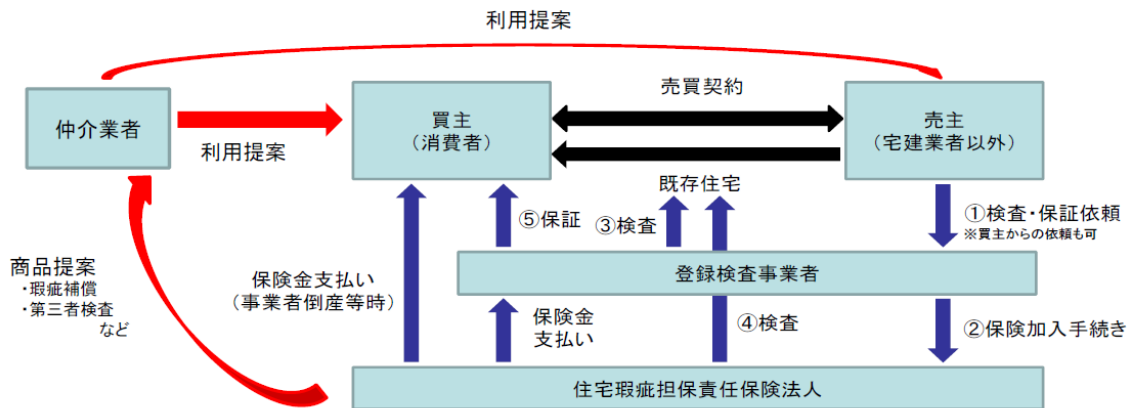 利用提案
仲介業者
利用提案
買主
（消費者）
売買契約
売主
（宅建業者以外）
既存住宅
⑤保証
③検査
①検査・保証依頼
※買主からの依頼も可
商品提案
・瑕疵補償
・第三者検査
など
保険金支払い
（事業者倒産等時）
登録検査事業者
保険金
支払い
④検査
②保険加入手続き
住宅瑕疵担保責任保険法人